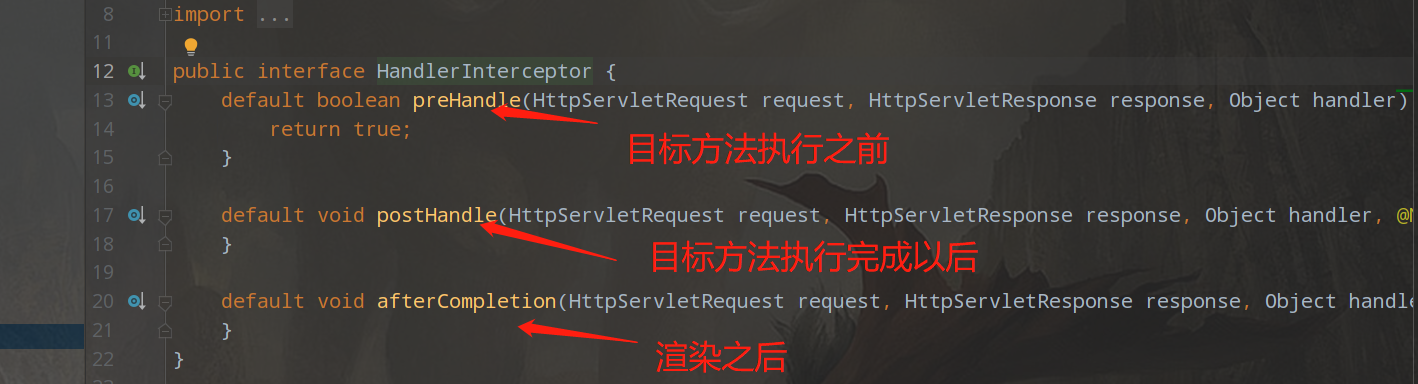 8 import ...
11
12 public interface HandlerInterceptor {
13 default boolean preHandle(HttpServletRequest request, HttpServletResponse response, Object handler)
14 return true;
目标方法执行之前
15 }
16
17 default void postHandle(HttpServletRequest request, HttpServletResponse response, Object handler, @
18 }
目标方法执行完成以后
19
20 default void afterCompletion(HttpServletRequest request, HttpServletResponse response, Object handle
21 }
渲染之后
22 }